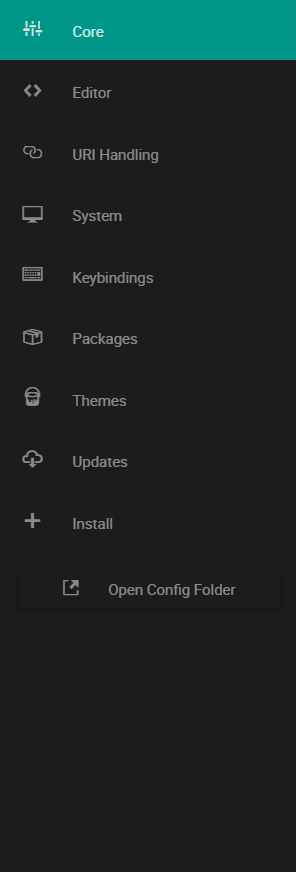 Core
Editor
URI Handling
System
Keybindings
Packages
Themes
Updates
Install
Open Config Folder